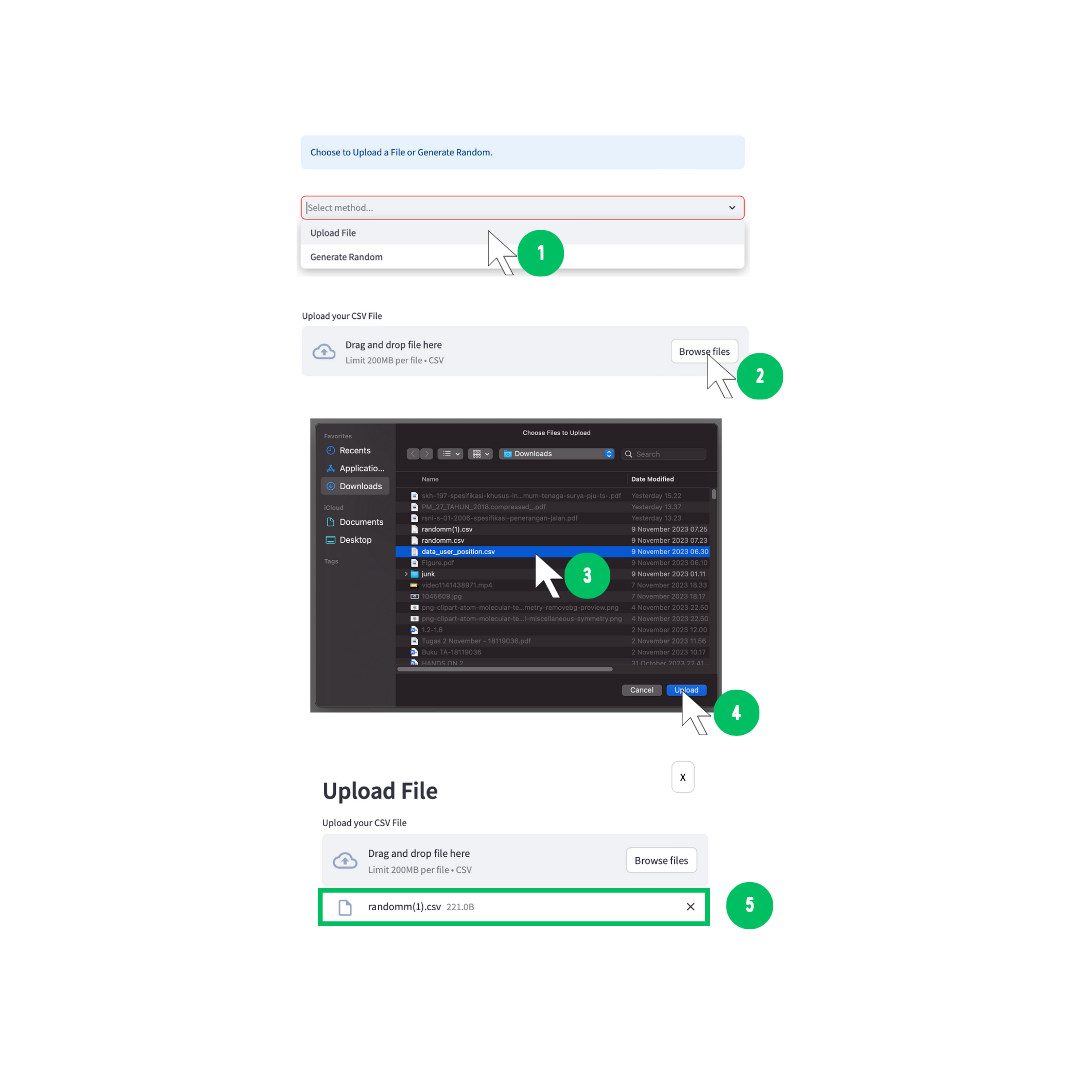 Choose to Upload a File or Generate Random.
Select method...
Upload File
1
Generate Random
Upload your CSV File
Drag and drop file here
Limit 200MB per file • CSV
Browse files
2
Choose Files to Upload
Favorites
Recents
Applicatio...
Downloads
iCloud
Documents
Desktop
Tags
Downloads
Search
Name Date Modified
skh-197-spesifikasi-khusus-in...mum-tenaga-surya-pju-ts-.pdf Yesterday 15.22
PM_27_TAHUN_2018.compressed_.pdf Yesterday 13.37
rsni-s-01-2006-spesifikasi-penerangan-jalan.pdf Yesterday 13.23
randomm(1).csv 9 November 2023 07.25
randomm.csv 9 November 2023 07.23
data_user_position.csv 9 November 2023 06.30
Figure.pdf 9 November 2023 06.10
junk 9 November 2023 01.11
video1141438971.mp4 7 November 2023 18.33
1045609.jpg 7 November 2023 18.17
png-clipart-atom-molecular-te...metry-removebg-preview.png 4 November 2023 22.50
png-clipart-atom-molecular-te...l-miscellaneous-symmetry.png 4 November 2023 22.50
1.2-1.6 2 November 2023 12.00
Tugas 2 November - 18119036.pdf 2 November 2023 11.56
Buku TA-18119036 2 November 2023 10.17
HANDS ON 2 31 October 2023 22.41
3
Cancel
Upload
4
Upload File
X
Upload your CSV File
Drag and drop file here
Limit 200MB per file • CSV
Browse files
randomm(1).csv 221.0B
5